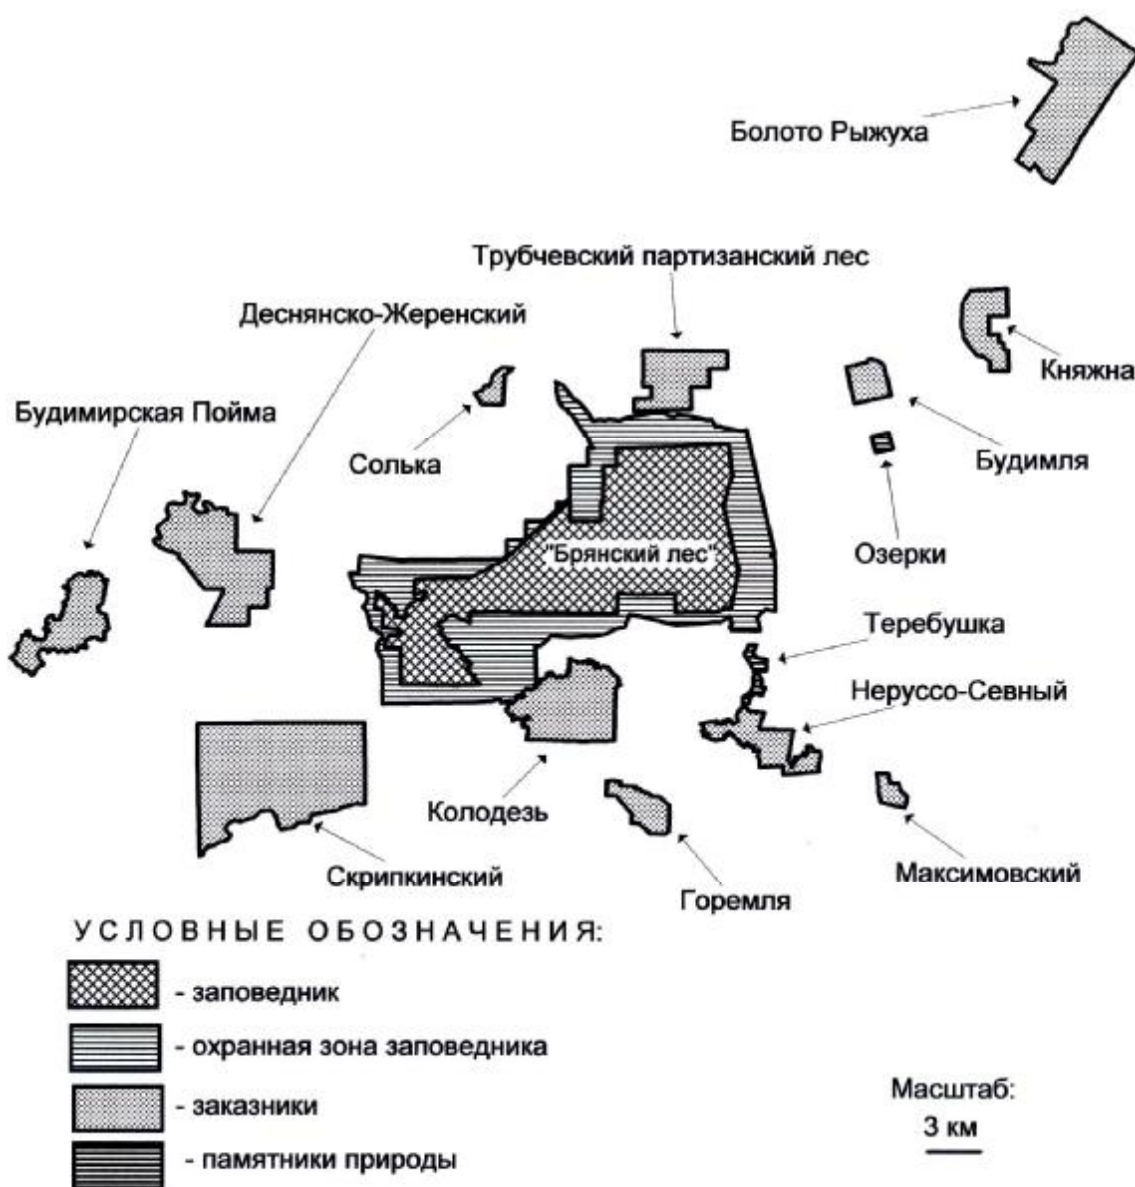 Болото Рыжуха
Трубчевский партизанский лес
Деснянско-Жеренский
Княжна
Будимирская Пойма
Солька
Будимля
"Брянский лес"
Озерки
Теребушка
Неруссо-Севный
Колодезь
Скрипкинский
Максимовский
Горемля
УСЛОВНЫЕ ОБОЗНАЧЕНИЯ:
- заповедник
- охранная зона заповедника
- заказники
- памятники природы
Масштаб:
3 км